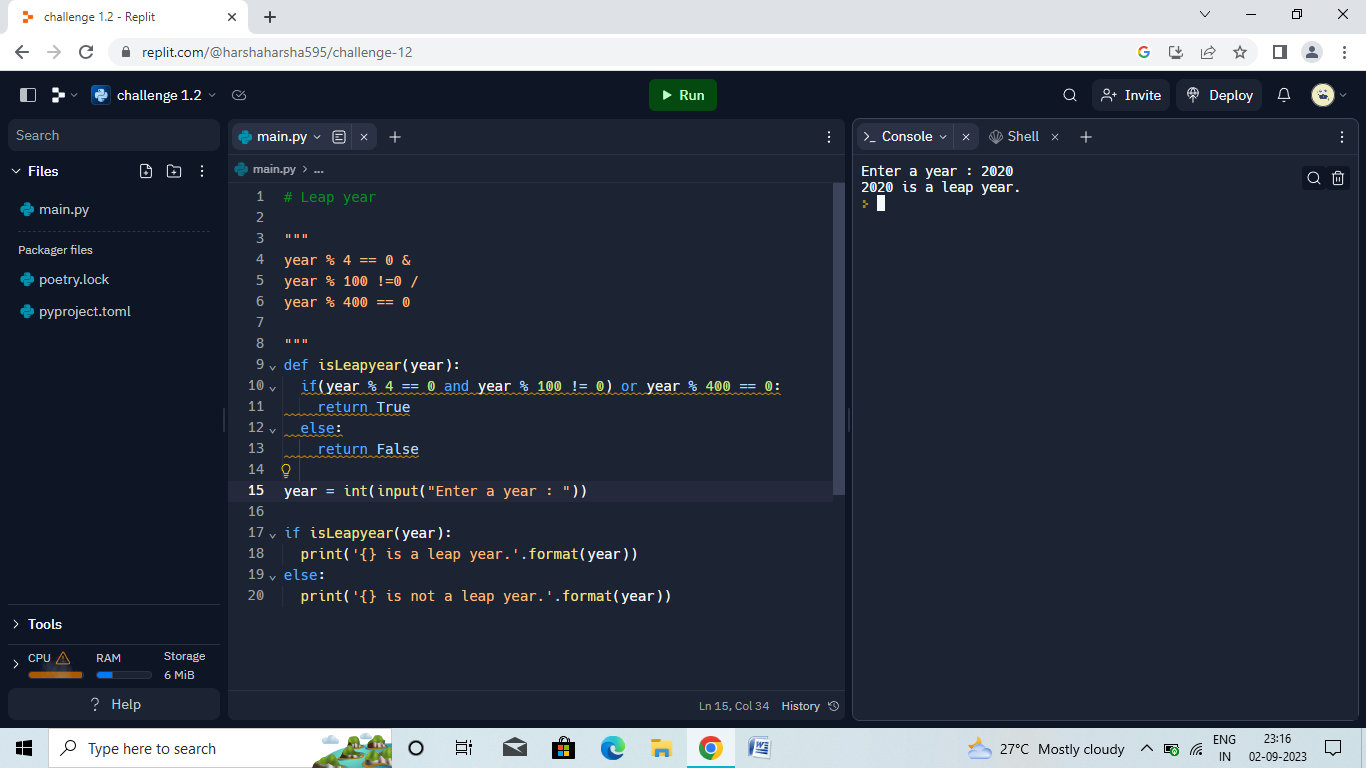 challenge 1.2 - Replit
replit.com/@harshaharsha595/challenge-12
challenge 1.2
Run
Invite
Deploy
Search
Files
main.py
Packager files
poetry.lock
pyproject.toml
Tools
CPU RAM Storage
6 MiB
? Help
main.py
main.py > ...
1 # Leap year
2
3 """
4 year % 4 == 0 &
5 year % 100 !=0 /
6 year % 400 == 0
7
8 """
9 def isLeapyear(year):
10 if(year % 4 == 0 and year % 100 != 0) or year % 400 == 0:
11 return True
12 else:
13 return False
14
15 year = int(input("Enter a year : "))
16
17 if isLeapyear(year):
18 print('{} is a leap year.'.format(year))
19 else:
20 print('{} is not a leap year.'.format(year))
Ln 15, Col 34 History
>_ Console
Shell
Enter a year : 2020
2020 is a leap year.
Type here to search
27°C Mostly cloudy
ENG
IN
23:16
02-09-2023